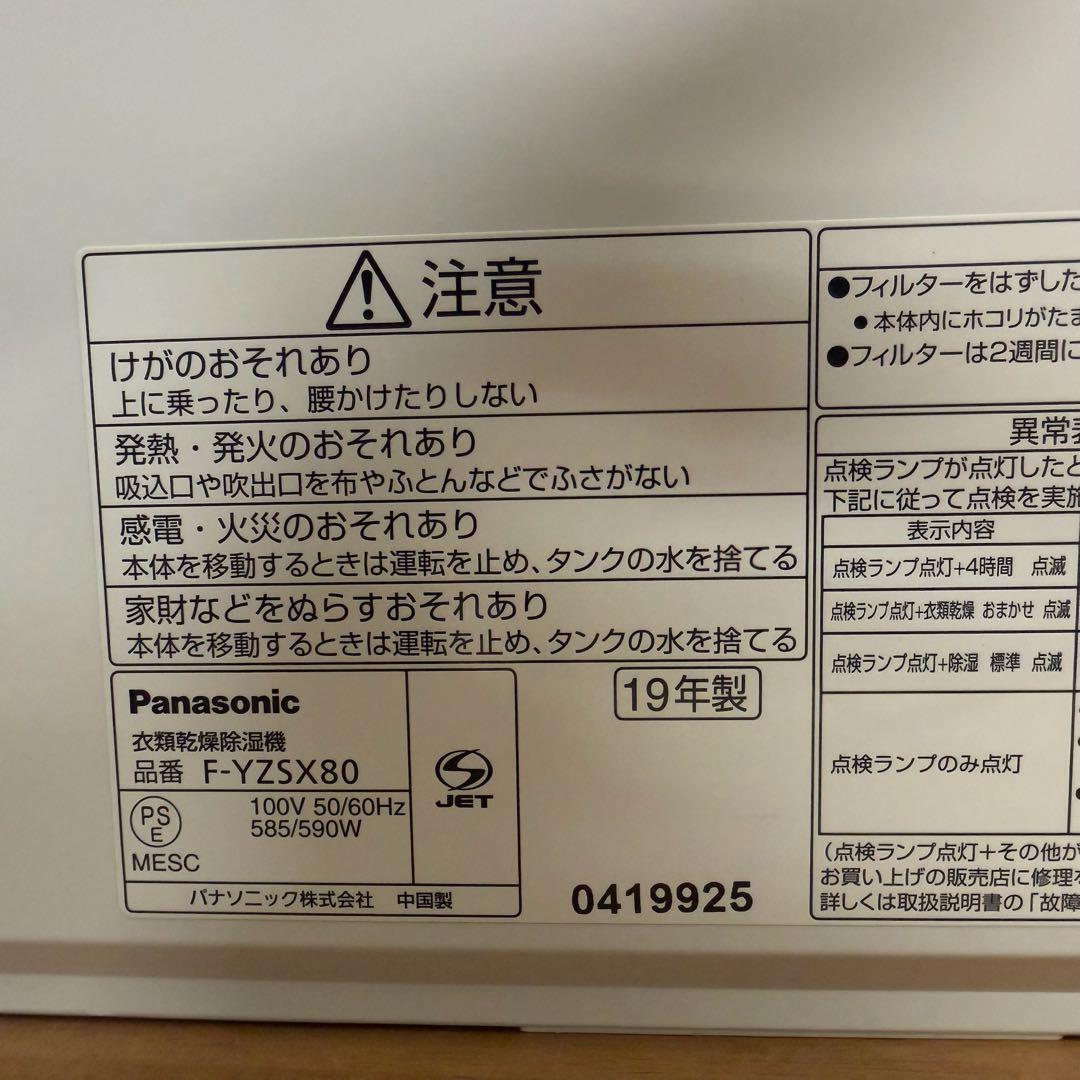 注意
けがのおそれあり
上に乗ったり、腰かけたりしない
発熱・発火のおそれあり
吸込口や吹出口を布やふとんなどでふさがない
感電・火災のおそれあり
本体を移動するときは運転を止め、タンクの水を捨てる
家財などをぬらすおそれあり
本体を移動するときは運転を止め、タンクの水を捨てる
Panasonic
衣類乾燥除湿機
品番 F-YZSX80
PS
E
100V 50/60Hz
585/590W
MESC
JET
パナソニック株式会社 中国製
19年製
0419925
●フィルターをはずした
●本体内にホコリがたま
●フィルターは2週間に
異常表
点検ランプが点灯したと
下記に従って点検を実施
表示内容
点検ランプ点灯+4時間 点滅
点検ランプ点灯+衣類乾燥 おまかせ 点滅
点検ランプ点灯+除湿 標準 点滅
点検ランプのみ点灯
(点検ランプ点灯+その他が
お買い上げの販売店に修理を
詳しくは取扱説明書の「故障